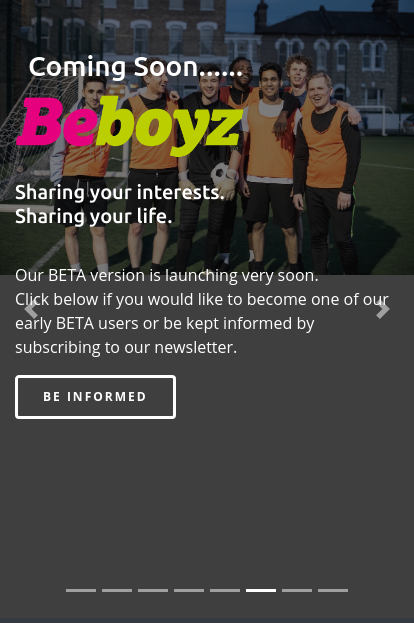 Coming Soon......
Beboyz
Sharing your interests.
Sharing your life.
Our BETA version is launching very soon.
Click below if you would like to become one of our
early BETA users or be kept informed by
subscribing to our newsletter.
BE INFORMED